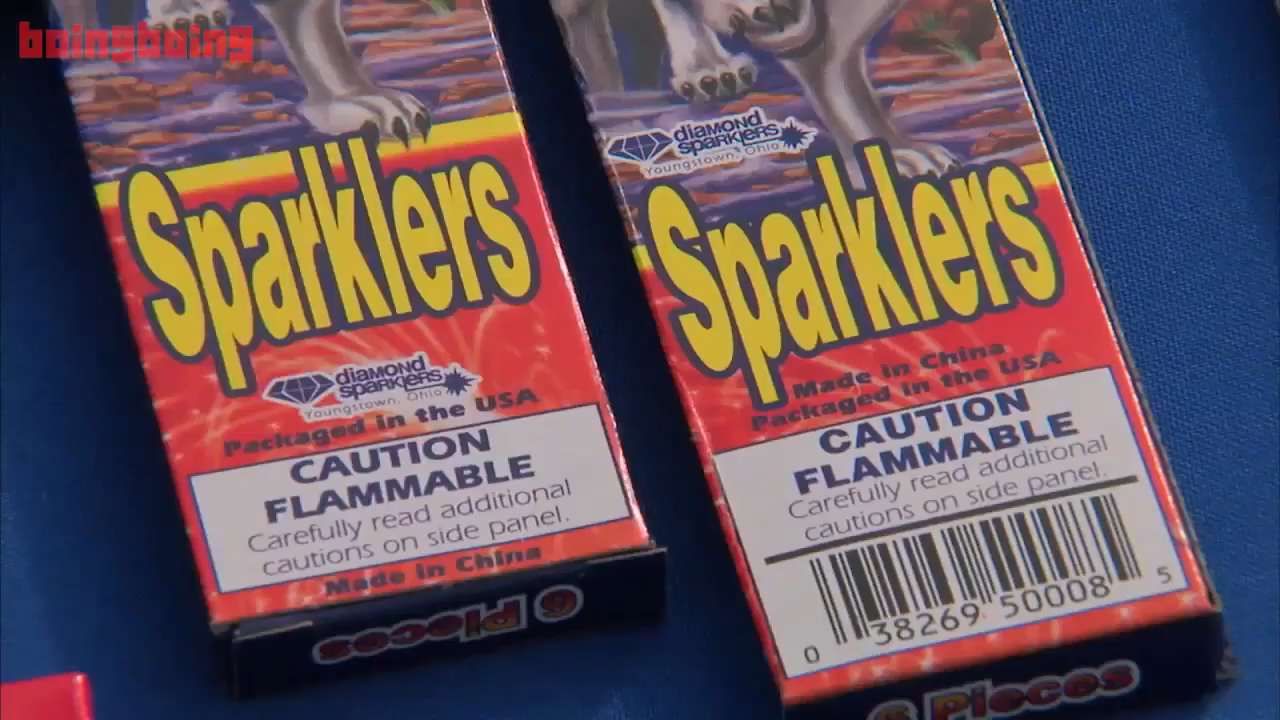 boingboing
Sparklers
diamond
sparklers
Youngstown, Ohio
Packaged in the USA
CAUTION
FLAMMABLE
Carefully read additional
cautions on side panel.
Made in China
6 Pieces
diamond
sparklers
Youngstown, Ohio
Sparklers
Made in China
Packaged in the USA
CAUTION
FLAMMABLE
Carefully read additional
cautions on side panel.
0 38269 50008 5
6 Pieces